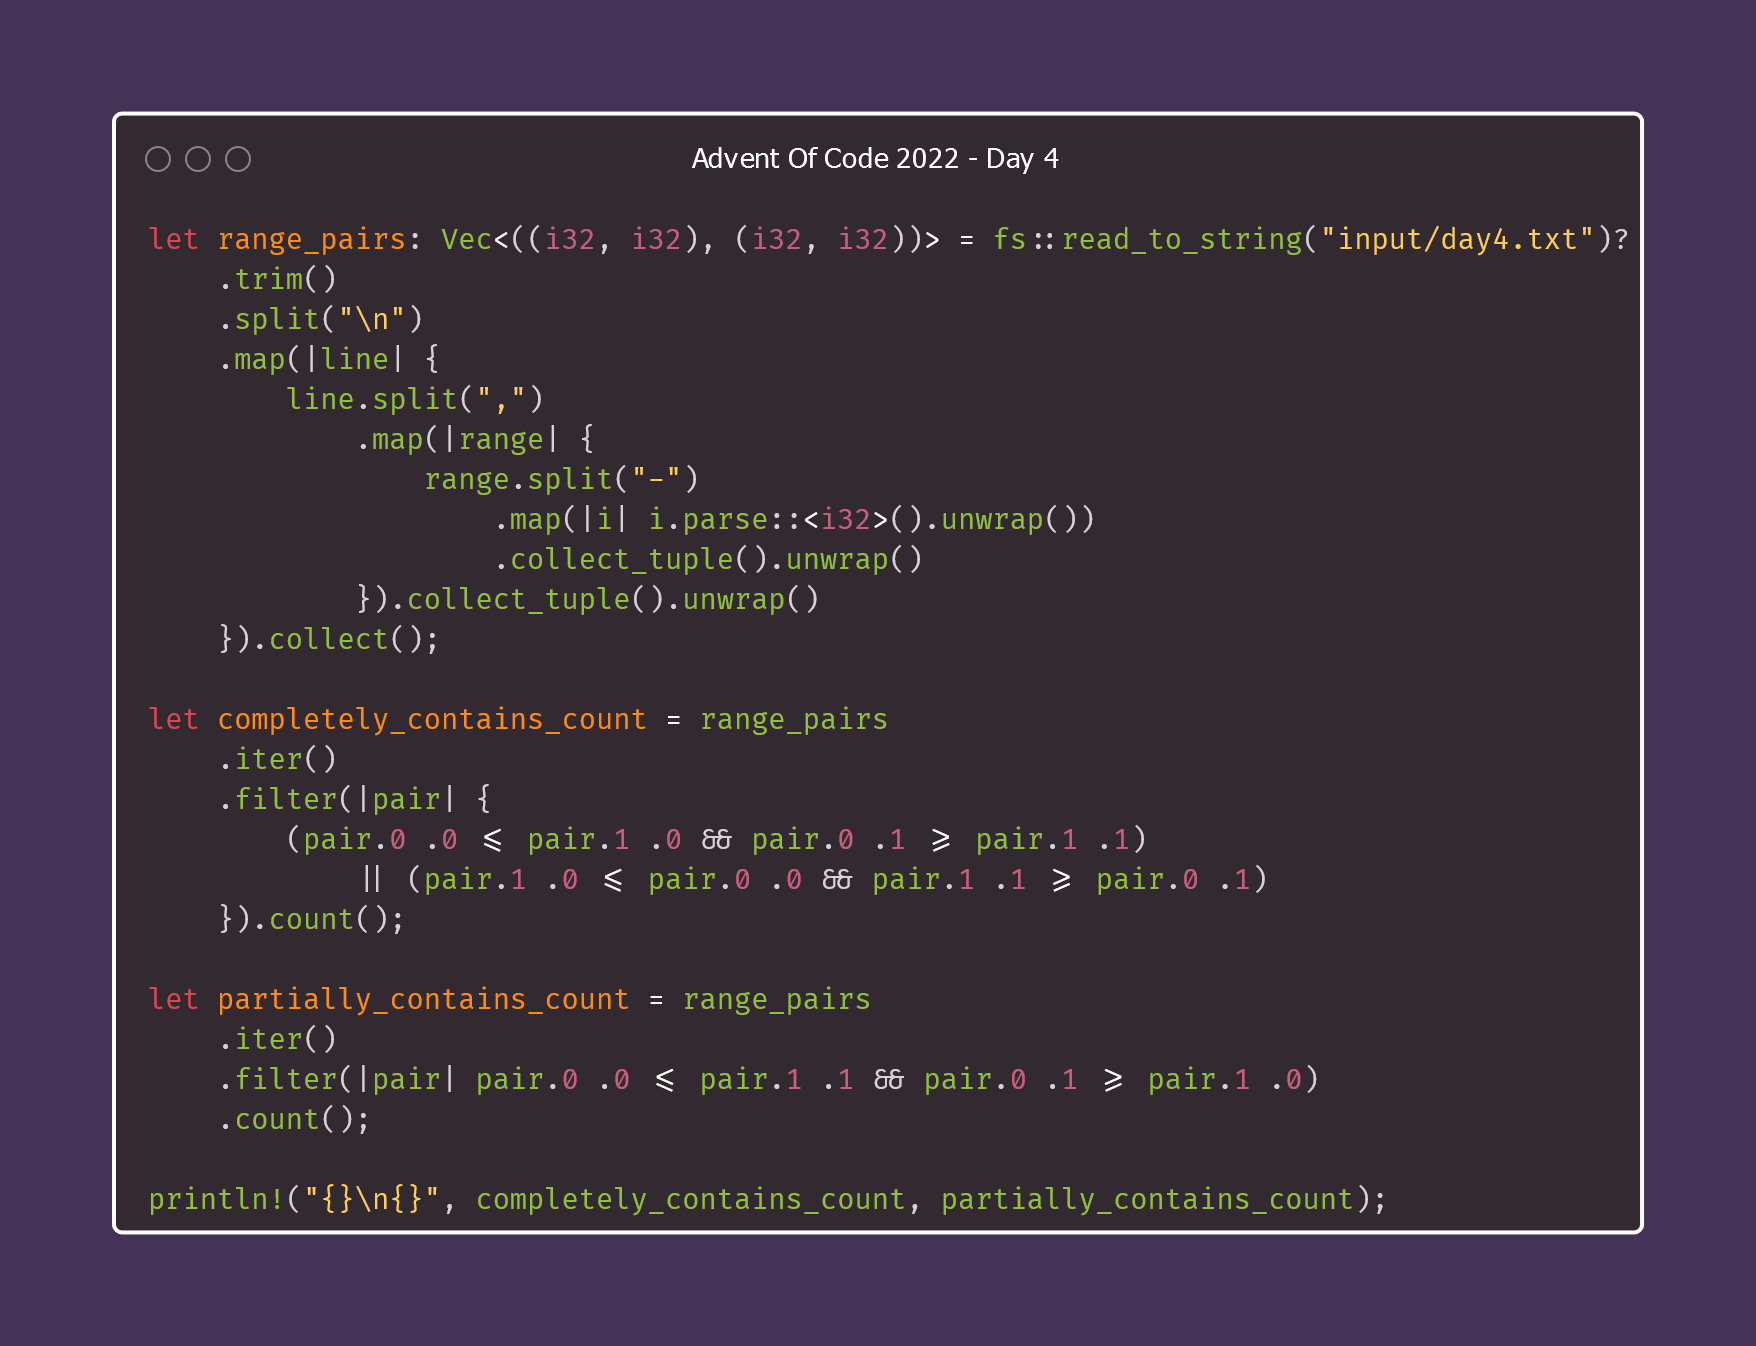 Advent Of Code 2022 - Day 4
let range_pairs: Vec<((i32, i32), (i32, i32))> = fs::read_to_string("input/day4.txt")?
    .trim()
    .split("\n")
    .map(|line| {
        line.split(",")
            .map(|range| {
                range.split("-")
                    .map(|i| i.parse::<i32>().unwrap())
                    .collect_tuple().unwrap()
            }).collect_tuple().unwrap()
    }).collect();

let completely_contains_count = range_pairs
    .iter()
    .filter(|pair| {
        (pair.0 .0 <= pair.1 .0 && pair.0 .1 >= pair.1 .1)
            || (pair.1 .0 <= pair.0 .0 && pair.1 .1 >= pair.0 .1)
    }).count();

let partially_contains_count = range_pairs
    .iter()
    .filter(|pair| pair.0 .0 <= pair.1 .1 && pair.0 .1 >= pair.1 .0)
    .count();

println!("{}\n{}", completely_contains_count, partially_contains_count);